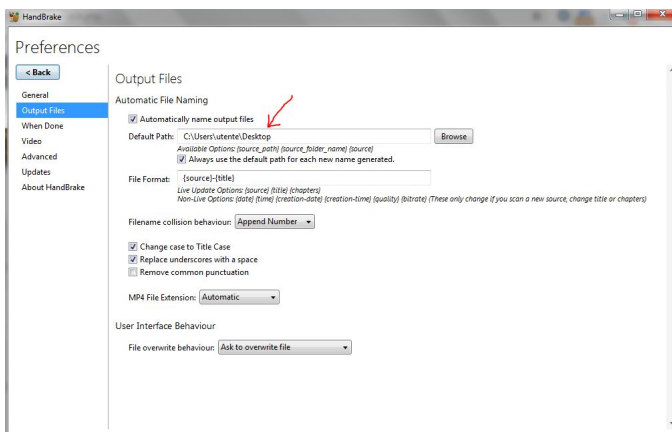 HandBrake
Preferences
< Back
General
Output Files
When Done
Video
Advanced
Updates
About HandBrake
Output Files
Automatic File Naming
Automatically name output files
Default Path: C:\Users\utente\Desktop Browse
Available Options: {source_path} {source_folder_name} {source}
Always use the default path for each new name generated.
File Format: {source}-{title}
Live Update Options: {source} {title} {chapters}
Non-Live Options: {date} {time} {creation-date} {creation-time} {quality} {bitrate} (These only change if you scan a new source, change title or chapters)
Filename collision behaviour: Append Number
Change case to Title Case
Replace underscores with a space
Remove common punctuation
MP4 File Extension: Automatic
User Interface Behaviour
File overwrite behaviour: Ask to overwrite file